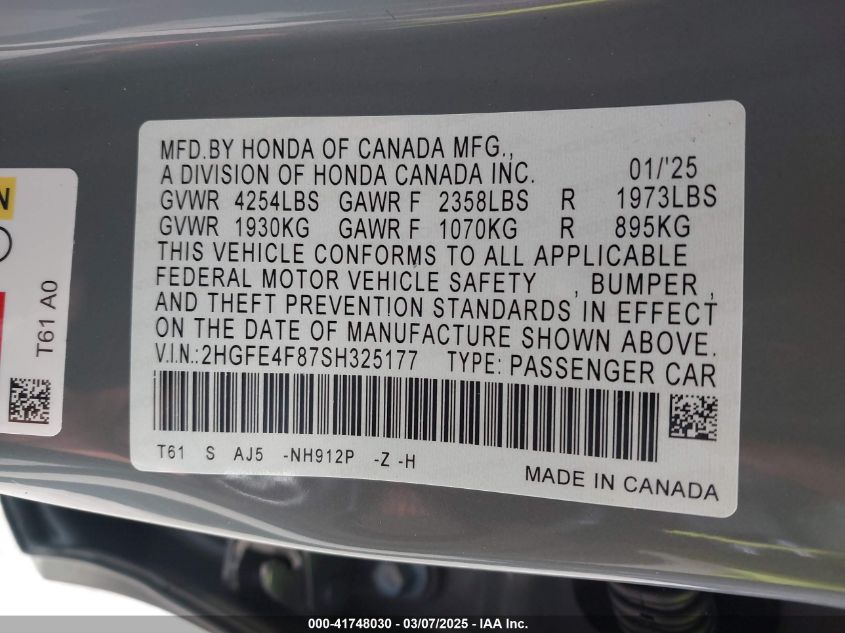 MFD.BY HONDA OF CANADA MFG.,
A DIVISION OF HONDA CANADA INC. 01/'25
GVWR 4254LBS GAWR F 2358LBS R 1973LBS
GVWR 1930KG GAWR F 1070KG R 895KG
THIS VEHICLE CONFORMS TO ALL APPLICABLE
FEDERAL MOTOR VEHICLE SAFETY , BUMPER ,
AND THEFT PREVENTION STANDARDS IN EFFECT
ON THE DATE OF MANUFACTURE SHOWN ABOVE.
V.I.N.:2HGFE4F87SH325177 TYPE: PASSENGER CAR
T61 S AJ5 -NH912P -Z -H
MADE IN CANADA
T61 A0
000-41748030 - 03/07/2025 - IAA Inc.